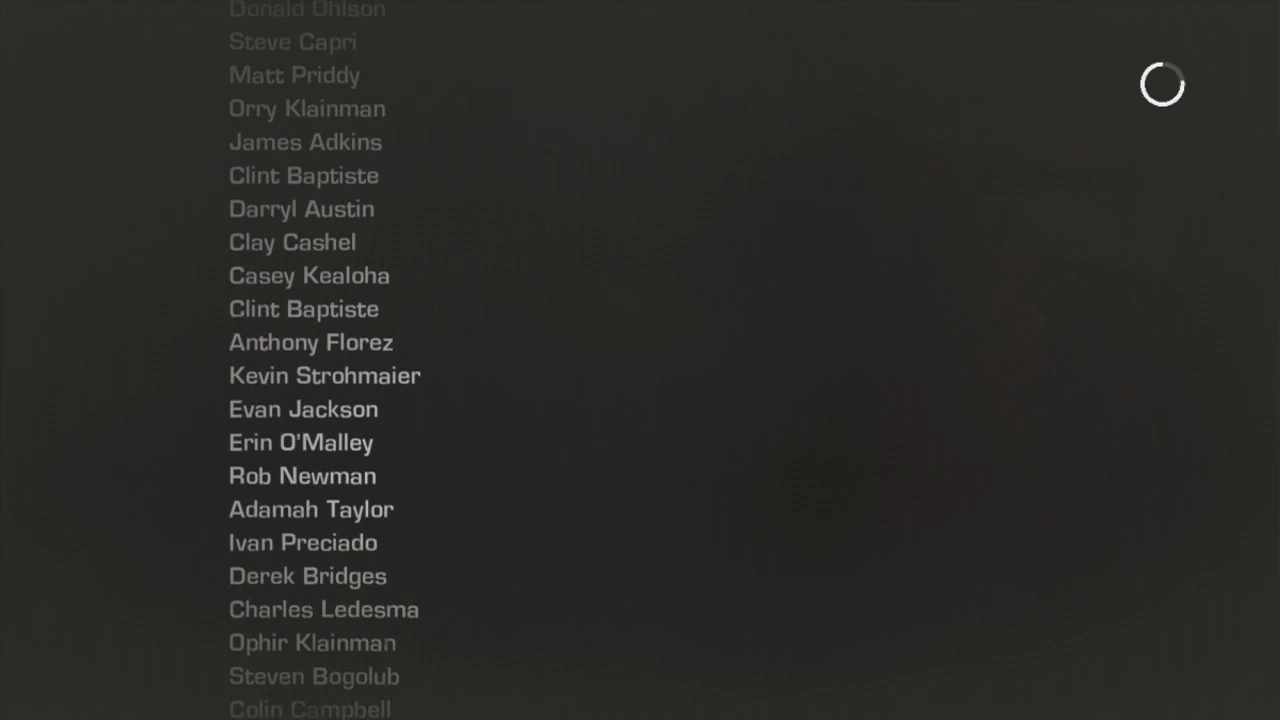 Donald Ohlson
Steve Capri
Matt Priddy
Orry Klainman
James Adkins
Clint Baptiste
Darryl Austin
Clay Cashel
Casey Kealoha
Clint Baptiste
Anthony Florez
Kevin Strohmaier
Evan Jackson
Erin O'Malley
Rob Newman
Adamah Taylor
Ivan Preciado
Derek Bridges
Charles Ledesma
Ophir Klainman
Steven Bogolub
Colin Campbell